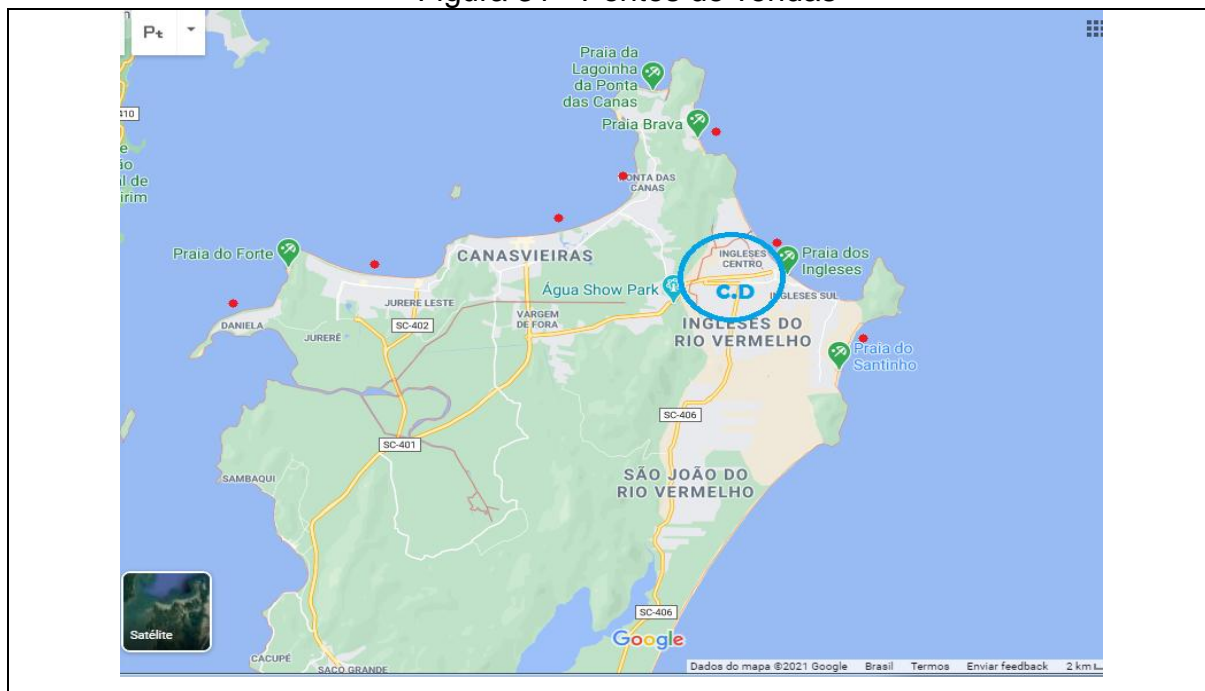 Pt
Praia da
Lagoinha
da Ponta
das Canas
Praia Brava
PONTA DAS
CANAS
Praia do Forte
CANASVIEIRAS
INGLESES
CENTRO
Praia dos
Ingleses
Água Show Park
C.D
INGLESES SUL
JURERE LESTE
VARGEM
DE FORA
DANIELA
SC-402
JURERÊ
INGLESES DO
RIO VERMELHO
Praia do
Santinho
SC-406
SC-401
SAMBAQUI
SÃO JOÃO DO
RIO VERMELHO
SC-406
Satélite
Google
CACUPÉ
SACO GRANDE
Dados do mapa ©2021 Google Brasil Termos Enviar feedback 2 km